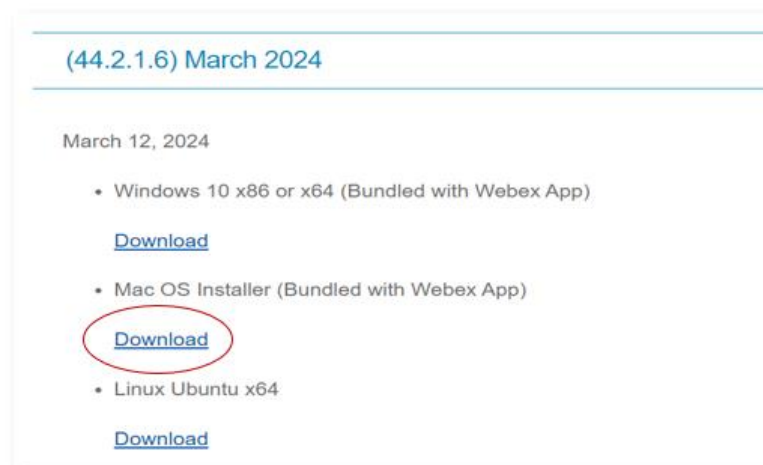 (44.2.1.6) March 2024
March 12, 2024
• Windows 10 x86 or x64 (Bundled with Webex App)
Download
• Mac OS Installer (Bundled with Webex App)
Download
• Linux Ubuntu x64
Download